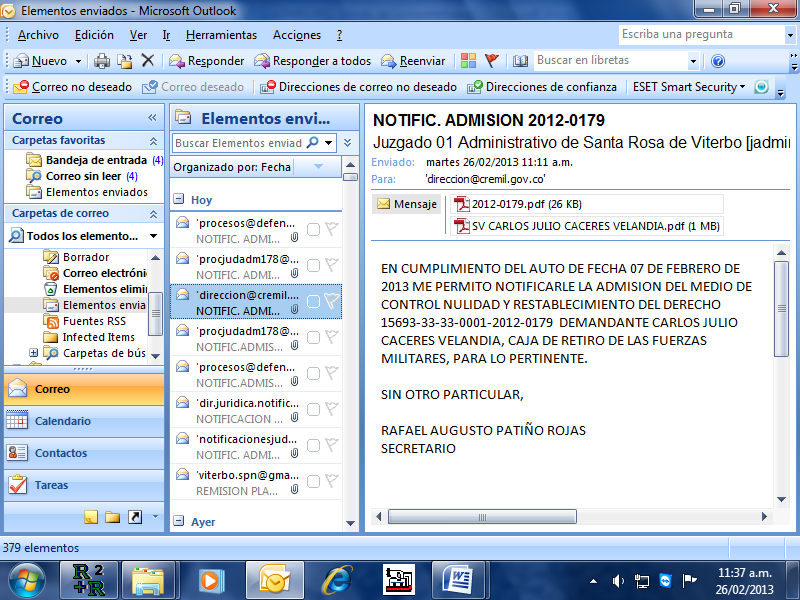 Elementos enviados - Microsoft Outlook
Archivo Edición Ver Ir Herramientas Acciones ?
Escriba una pregunta
Nuevo Responder Responder a todos Reenviar Buscar en libretas
Correo no deseado Correo deseado Direcciones de correo no deseado Direcciones de confianza ESET Smart Security
Correo
Carpetas favoritas
Bandeja de entrada (4)
Correo sin leer (4)
Elementos enviados
Carpetas de correo
Todos los elemento...
Borrador
Correo electróni
Elementos elimi
Elementos envia
Fuentes RSS
Infected Items
Carpetas de bús
Correo
Calendario
Contactos
Tareas
Elementos envi...
Buscar Elementos enviad
Organizado por: Fecha
Hoy
'procesos@defen...
NOTIFIC. ADMI...
'procjudadm178@...
NOTIFIC. ADMI...
'direccion@cremil....
NOTIFIC. ADMI...
'procjudadm178@...
NOTIFIC.ADMIS...
'procesos@defen...
NOTIFIC.ADMIS...
'dir.juridica.notific...
NOTIFICACION ...
'notificacionesjud...
NOTIFIC. ADMI...
'viterbo.spn@gma...
REMISION PLA...
Ayer
NOTIFIC. ADMISION 2012-0179
Juzgado 01 Administrativo de Santa Rosa de Viterbo [jadmin
Enviado: martes 26/02/2013 11:11 a.m.
Para: 'direccion@cremil.gov.co'
Mensaje 2012-0179.pdf (26 KB)
SV CARLOS JULIO CACERES VELANDIA.pdf (1 MB)
EN CUMPLIMIENTO DEL AUTO DE FECHA 07 DE FEBRERO DE
2013 ME PERMITO NOTIFICARLE LA ADMISION DEL MEDIO DE
CONTROL NULIDAD Y RESTABLECIMIENTO DEL DERECHO
15693-33-33-0001-2012-0179 DEMANDANTE CARLOS JULIO
CACERES VELANDIA, CAJA DE RETIRO DE LAS FUERZAS
MILITARES, PARA LO PERTINENTE.
SIN OTRO PARTICULAR,
RAFAEL AUGUSTO PATIÑO ROJAS
SECRETARIO
379 elementos
R2
+R
11:37 a.m.
26/02/2013